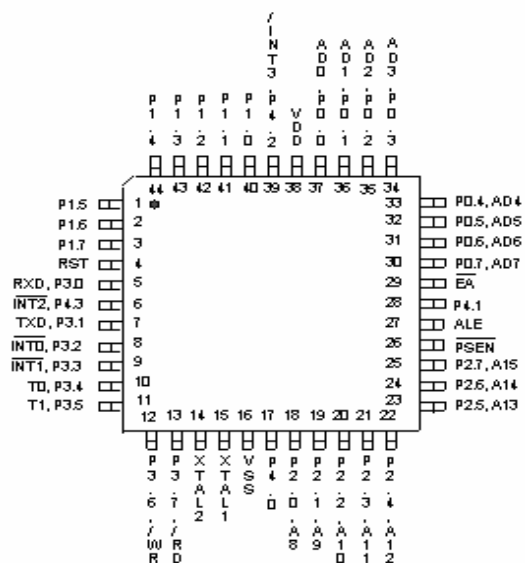 /INT3,P4.2
AD0,P0.0
AD1,P0.1
AD2,P0.2
AD3,P0.3
P1.4
P1.3
P1.2
P1.1
P1.0
VDD
44 43 42 41 40 39 38 37 36 35 34
P1.5 1
P1.6 2
P1.7 3
RST 4
RXD, P3.0 5
INT2, P4.3 6
TXD, P3.1 7
INT0, P3.2 8
INT1, P3.3 9
T0, P3.4 10
T1, P3.5 11
33 P0.4, AD4
32 P0.5, AD5
31 P0.6, AD6
30 P0.7, AD7
29 EA
28 P4.1
27 ALE
26 PSEN
25 P2.7, A15
24 P2.6, A14
23 P2.5, A13
12 13 14 15 16 17 18 19 20 21 22
P3.6,/WR
P3.7,/RD
XTAL2
XTAL1
VSS
P4.0
P2.0,A8
P2.1,A9
P2.2,A10
P2.3,A11
P2.4,A12